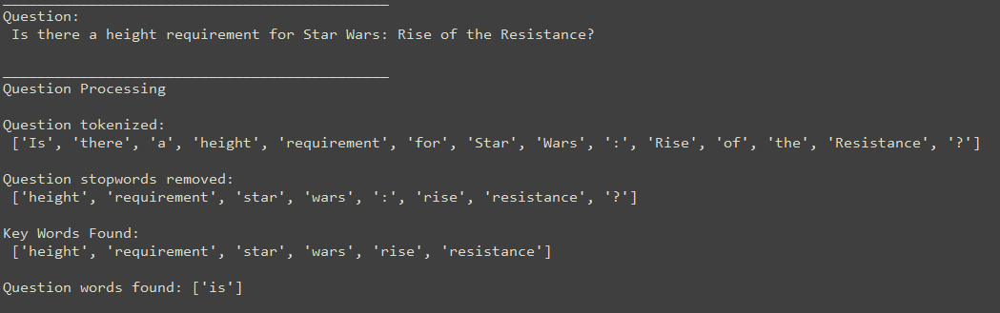 Question:
Is there a height requirement for Star Wars: Rise of the Resistance?
Question Processing
Question tokenized:
['Is', 'there', 'a', 'height', 'requirement', 'for', 'Star', 'Wars', ':', 'Rise', 'of', 'the', 'Resistance', '?']
Question stopwords removed:
['height', 'requirement', 'star', 'wars', ':', 'rise', 'resistance', '?']
Key Words Found:
['height', 'requirement', 'star', 'wars', 'rise', 'resistance']
Question words found: ['is']